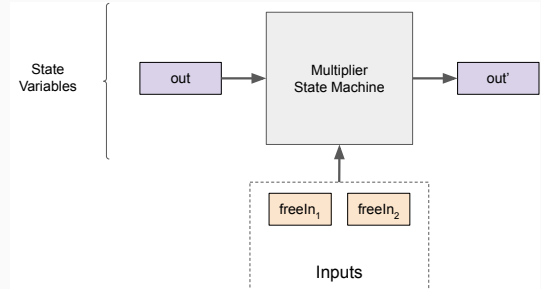 State
Variables
out
Multiplier
State Machine
out'
freeIn₁
freeIn₂
Inputs